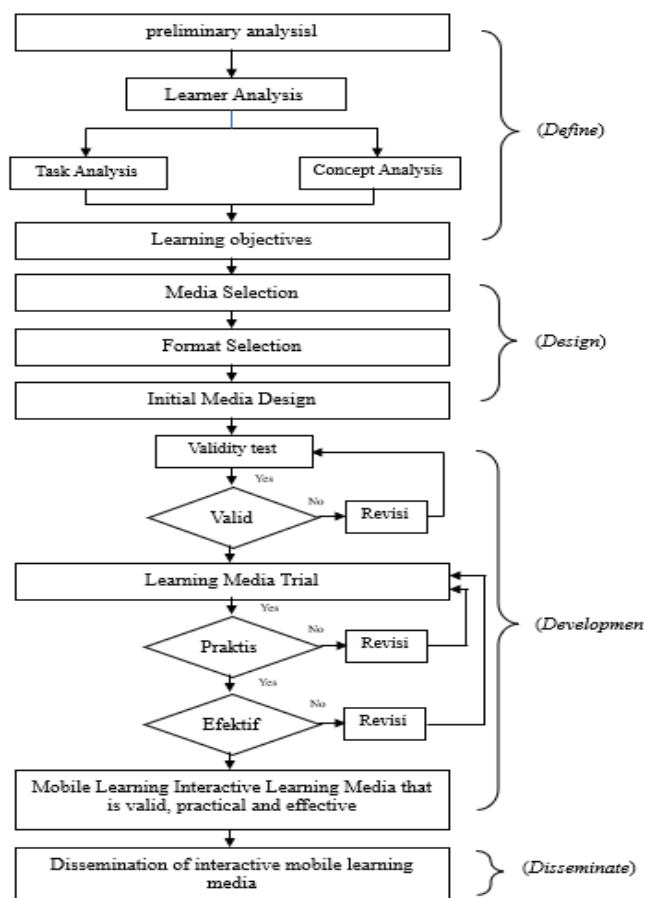 preliminary analysisl
Learner Analysis
(Define)
Task Analysis
Concept Analysis
Learning objectives
Media Selection
(Design)
Format Selection
Initial Media Design
Validity test
Yes
No
Valid
Revisi
Learning Media Trial
Yes
No
Praktis
Revisi
(Developmen
Yes
No
Efektif
Revisi
Mobile Learning Interactive Learning Media that
is valid, practical and effective
Dissemination of interactive mobile learning
media
(Disseminate)